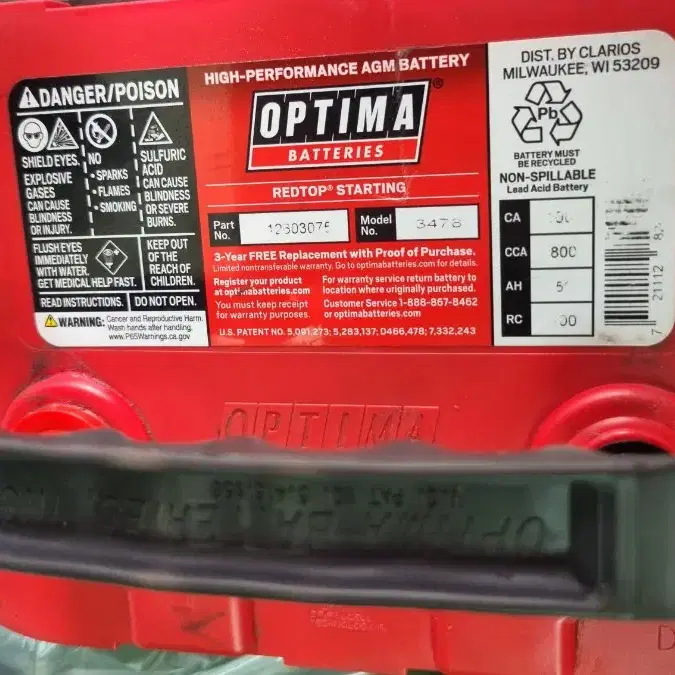 DANGER/POISON
SHIELD EYES.
EXPLOSIVE
GASES
CAN CAUSE
BLINDNESS
OR INJURY.
NO
• SPARKS
• FLAMES
• SMOKING
SULFURIC
ACID
CAN CAUSE
BLINDNESS
OR SEVERE
BURNS.
FLUSH EYES
IMMEDIATELY
WITH WATER.
GET MEDICAL HELP FAST.
KEEP OUT
OF THE
REACH OF
CHILDREN.
READ INSTRUCTIONS.
DO NOT OPEN.
WARNING: Cancer and Reproductive Harm.
Wash hands after handling.
www.P65Warnings.ca.gov
HIGH-PERFORMANCE AGM BATTERY
OPTIMA®
BATTERIES
REDTOP® STARTING
Part
No.
Model
No.
3478
3-Year FREE Replacement with Proof of Purchase.
Limited nontransferable warranty. Go to optimabatteries.com for details.
Register your product
at optimabatteries.com
You must keep receipt
for warranty purposes.
For warranty service return battery to
location where originally purchased.
Customer Service 1-888-867-8462
or optimabatteries.com
U.S. PATENT NO. 5,091,273; 5,283,137; D466,478; 7,332,243
DIST. BY CLARIOS
MILWAUKEE, WI 53209
Pb
BATTERY MUST
BE RECYCLED
NON-SPILLABLE
Lead Acid Battery
CA
CCA 800
AH
RC
7 21112
OPTIMA